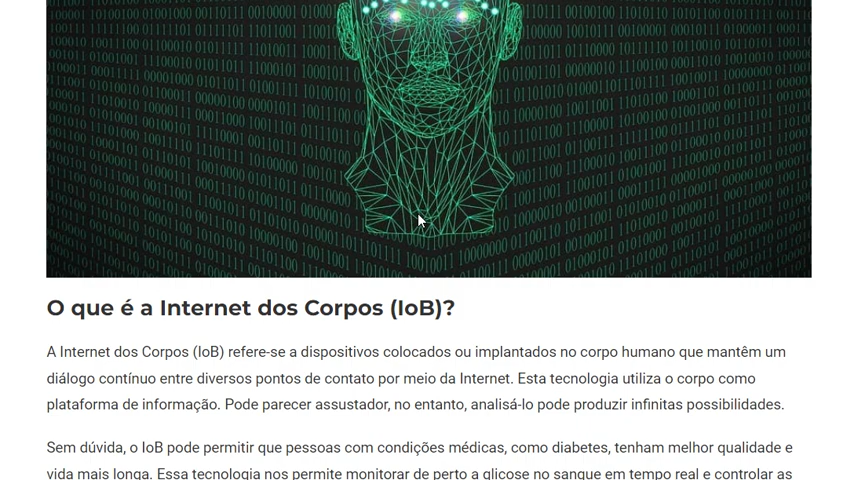 O que é a Internet dos Corpos (IoB)?
A Internet dos Corpos (IoB) refere-se a dispositivos colocados ou implantados no corpo humano que mantêm um
diálogo contínuo entre diversos pontos de contato por meio da Internet. Esta tecnologia utiliza o corpo como
plataforma de informação. Pode parecer assustador, no entanto, analisá-lo pode produzir infinitas possibilidades.
Sem dúvida, o IoB pode permitir que pessoas com condições médicas, como diabetes, tenham melhor qualidade e
vida mais longa. Essa tecnologia nos permite monitorar de perto a glicose no sangue em tempo real e controlar as